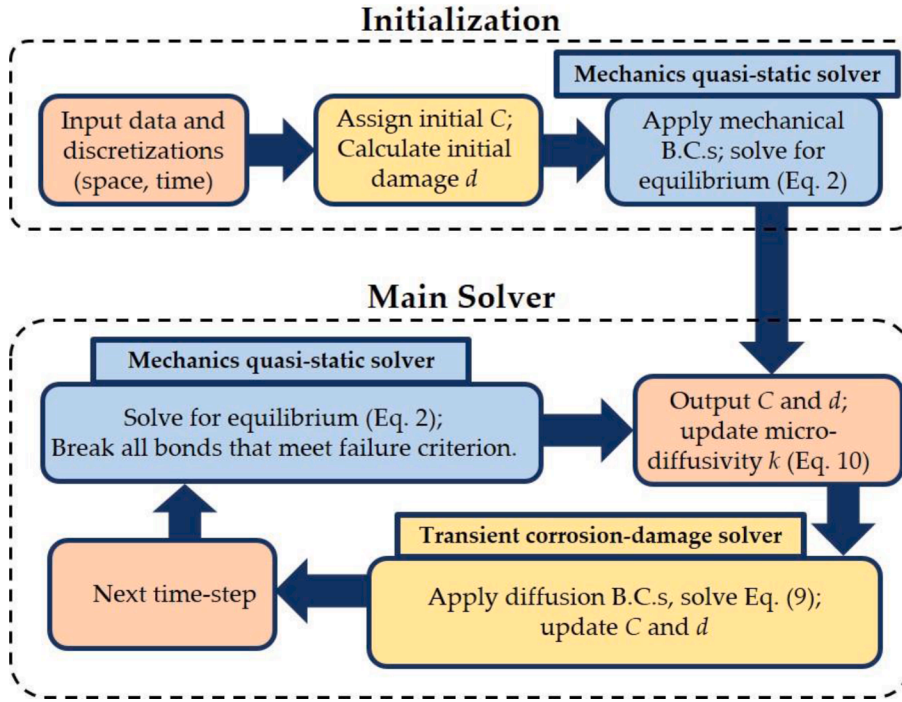 Initialization
Input data and
discretizations
(space, time)
Assign initial C;
Calculate initial
damage d
Mechanics quasi-static solver
Apply mechanical
B.C.s; solve for
equilibrium (Eq. 2)
Main Solver
Mechanics quasi-static solver
Solve for equilibrium (Eq. 2);
Break all bonds that meet failure criterion.
Output C and d;
update micro-
diffusivity k (Eq. 10)
Transient corrosion-damage solver
Apply diffusion B.C.s, solve Eq. (9);
update C and d
Next time-step